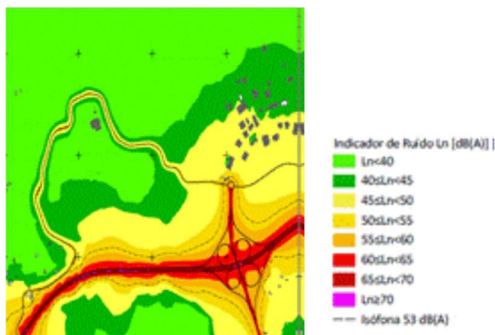 Indicador de Ruído Ln [dB(A)]
Ln<40
40≤Ln<45
45≤Ln<50
50≤Ln<55
55≤Ln<60
60≤Ln<65
65≤Ln<70
Ln≥70
Isófona 53 dB(A)